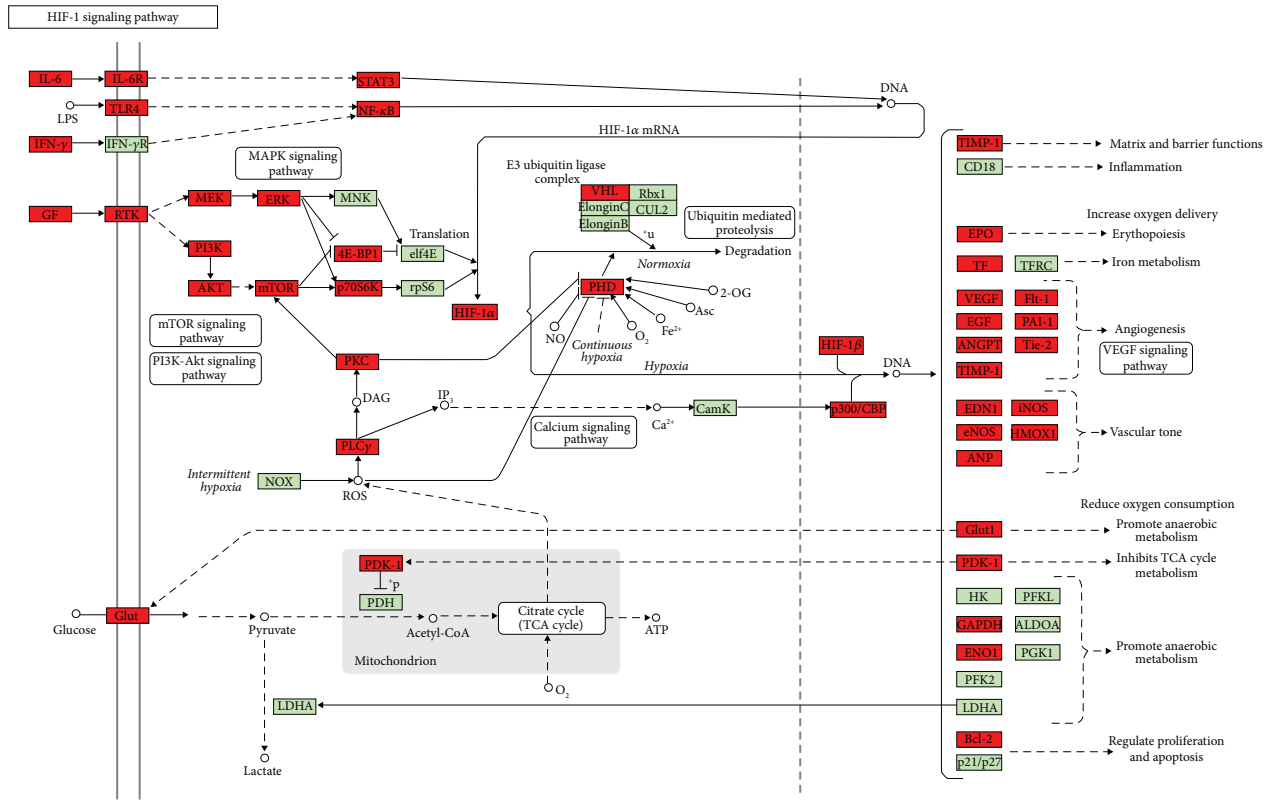 HIF-1 signaling pathway
IL-6
IL-6R
STAT3
DNA
LPS
TLR4
NF-κB
IFN-γ
IFN-γR
HIF-1α mRNA
MAPK signaling
pathway
E3 ubiquitin ligase
complex
GF
RTK
MEK
ERK
MNK
VHL
Rbx1
ElonginC
CUL2
ElonginB
Ubiquitin mediated
proteolysis
+u
Translation
PI3K
4E-BP1
elf4E
Normoxia
Degradation
AKT
mTOR
p70S6K
rpS6
HIF-1α
PHD
2-OG
Asc
Fe2+
O2
NO
Continuous
hypoxia
mTOR signaling
pathway
PI3K-Akt signaling
pathway
PKC
Hypoxia
HIF-1β
DNA
DAG
IP3
Ca2+
CamK
p300/CBP
Calcium signaling
pathway
PLCγ
Intermittent
hypoxia
NOX
ROS
TIMP-1
Matrix and barrier functions
CD18
Inflammation
Increase oxygen delivery
EPO
Erythopoiesis
TF
TFRC
Iron metabolism
VEGF
Flt-1
EGF
PAI-1
Angiogenesis
ANGPT
Tie-2
VEGF signaling
pathway
TIMP-1
EDN1
iNOS
eNOS
HMOX1
Vascular tone
ANP
Reduce oxygen consumption
Glut1
Promote anaerobic
metabolism
PDK-1
Inhibits TCA cycle
metabolism
PDK-1
+p
PDH
Glucose
Glut
Pyruvate
Acetyl-CoA
Citrate cycle
(TCA cycle)
ATP
Mitochondrion
O2
HK
PFKL
GAPDH
ALDOA
ENO1
PGK1
Promote anaerobic
metabolism
PFK2
LDHA
LDHA
Lactate
Bcl-2
p21/p27
Regulate proliferation
and apoptosis